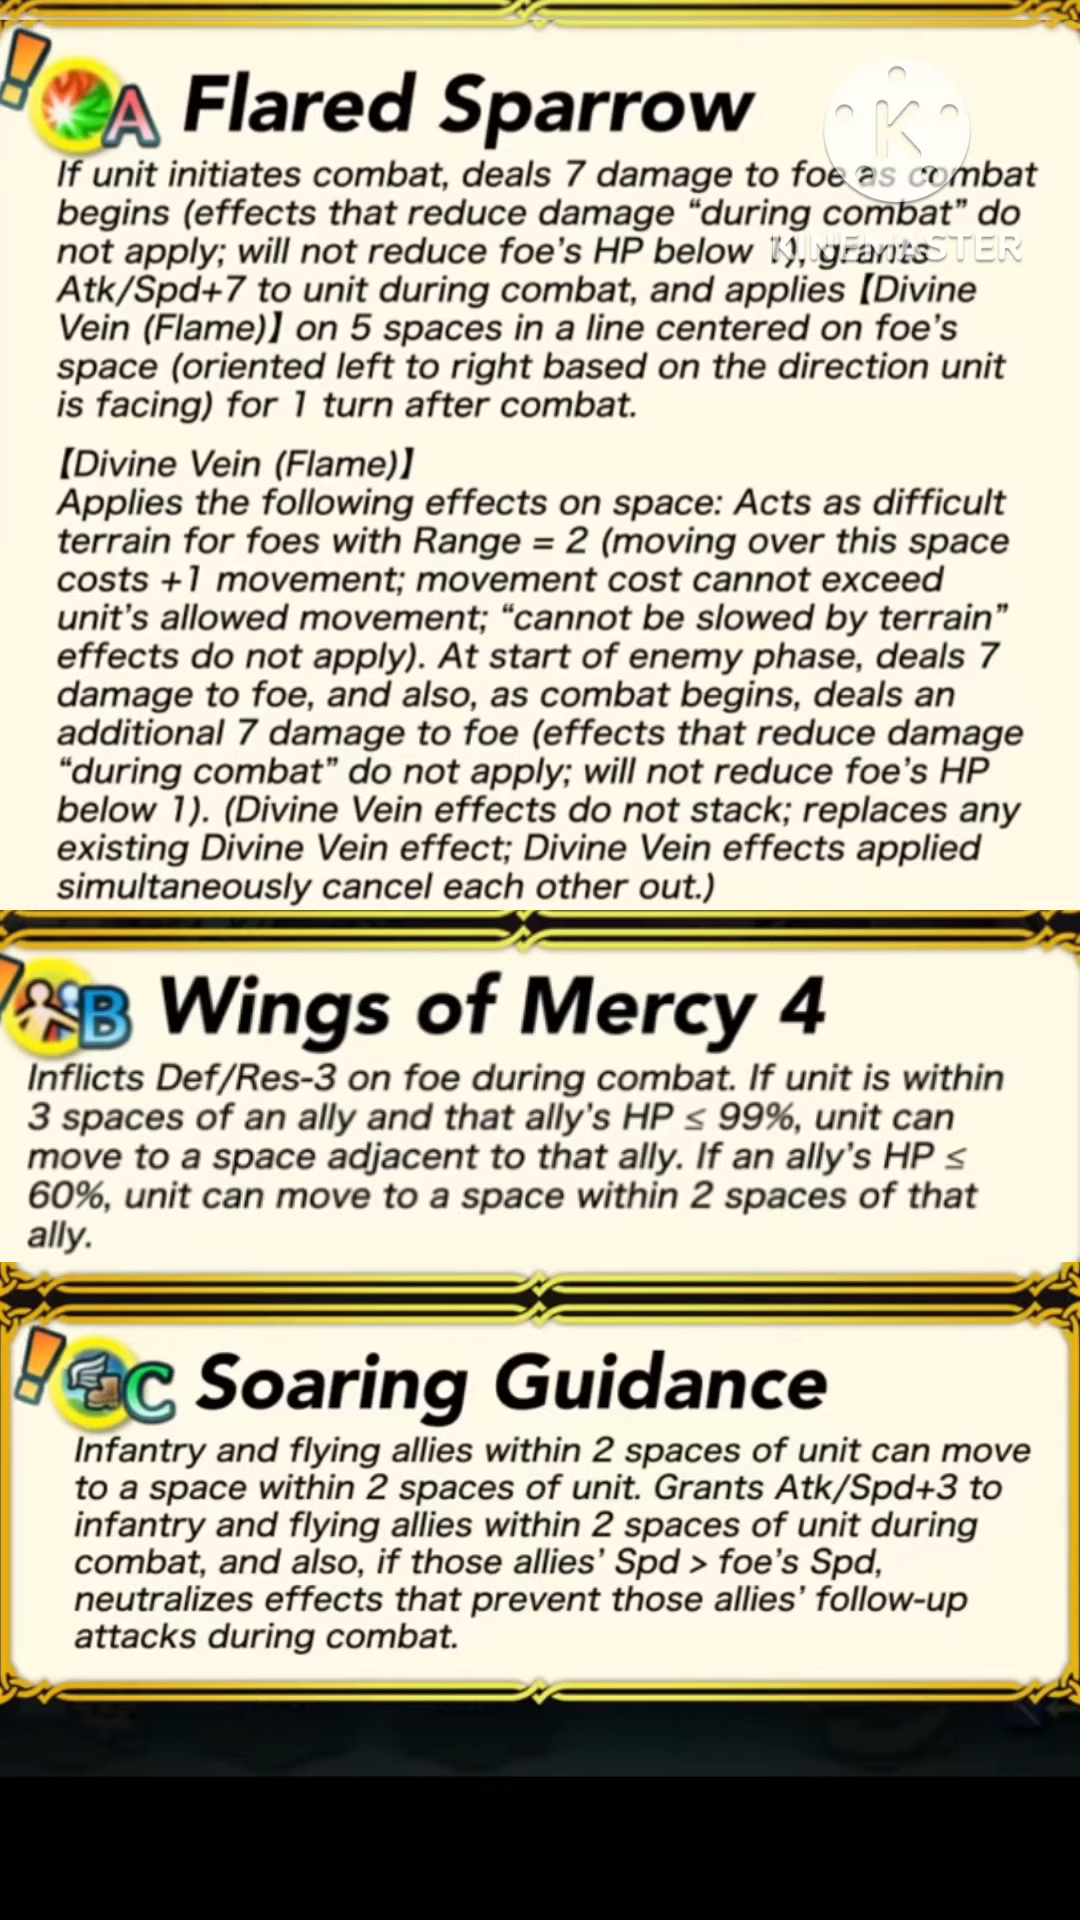 A Flared Sparrow
If unit initiates combat, deals 7 damage to foe as combat
begins (effects that reduce damage “during combat” do
not apply; will not reduce foe’s HP below 1), grants
Atk/Spd+7 to unit during combat, and applies 【Divine
Vein (Flame)】 on 5 spaces in a line centered on foe’s
space (oriented left to right based on the direction unit
is facing) for 1 turn after combat.
【Divine Vein (Flame)】
Applies the following effects on space: Acts as difficult
terrain for foes with Range = 2 (moving over this space
costs +1 movement; movement cost cannot exceed
unit’s allowed movement; “cannot be slowed by terrain”
effects do not apply). At start of enemy phase, deals 7
damage to foe, and also, as combat begins, deals an
additional 7 damage to foe (effects that reduce damage
“during combat” do not apply; will not reduce foe’s HP
below 1). (Divine Vein effects do not stack; replaces any
existing Divine Vein effect; Divine Vein effects applied
simultaneously cancel each other out.)
K
KINEMASTER
B Wings of Mercy 4
Inflicts Def/Res-3 on foe during combat. If unit is within
3 spaces of an ally and that ally’s HP ≤ 99%, unit can
move to a space adjacent to that ally. If an ally’s HP ≤
60%, unit can move to a space within 2 spaces of that
ally.
C Soaring Guidance
Infantry and flying allies within 2 spaces of unit can move
to a space within 2 spaces of unit. Grants Atk/Spd+3 to
infantry and flying allies within 2 spaces of unit during
combat, and also, if those allies’ Spd > foe’s Spd,
neutralizes effects that prevent those allies’ follow-up
attacks during combat.